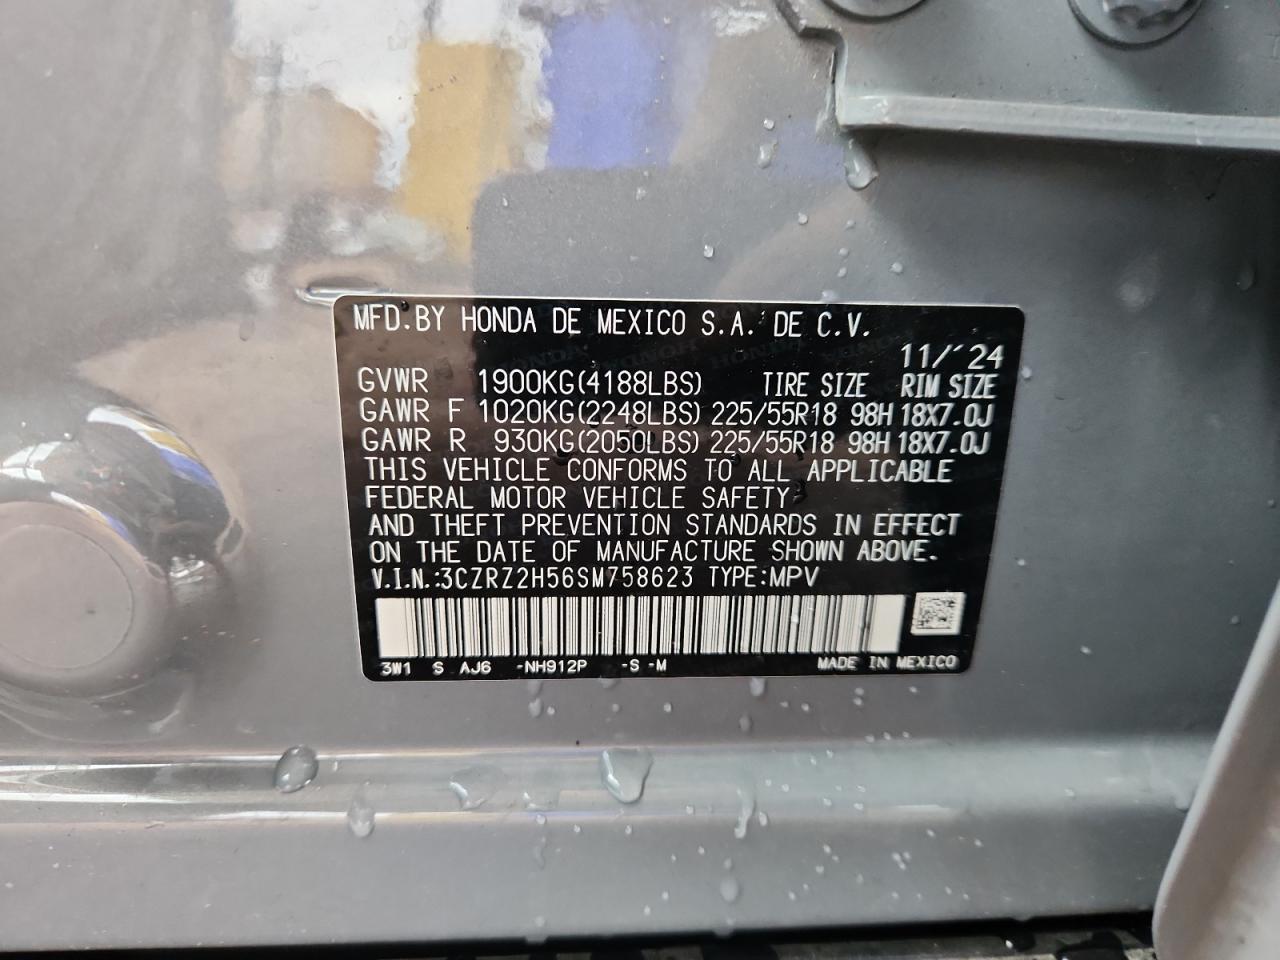 MFD. BY HONDA DE MEXICO S.A. DE C.V.
11/´24
GVWR 1900KG(4188LBS) TIRE SIZE RIM SIZE
GAWR F 1020KG(2248LBS) 225/55R18 98H 18X7.0J
GAWR R 930KG(2050LBS) 225/55R18 98H 18X7.0J
THIS VEHICLE CONFORMS TO ALL APPLICABLE
FEDERAL MOTOR VEHICLE SAFETY
AND THEFT PREVENTION STANDARDS IN EFFECT
ON THE DATE OF MANUFACTURE SHOWN ABOVE.
V.I.N.:3CZRZ2H56SM758623 TYPE:MPV
3W1 S AJ6 -NH912P -S -M MADE IN MEXICO